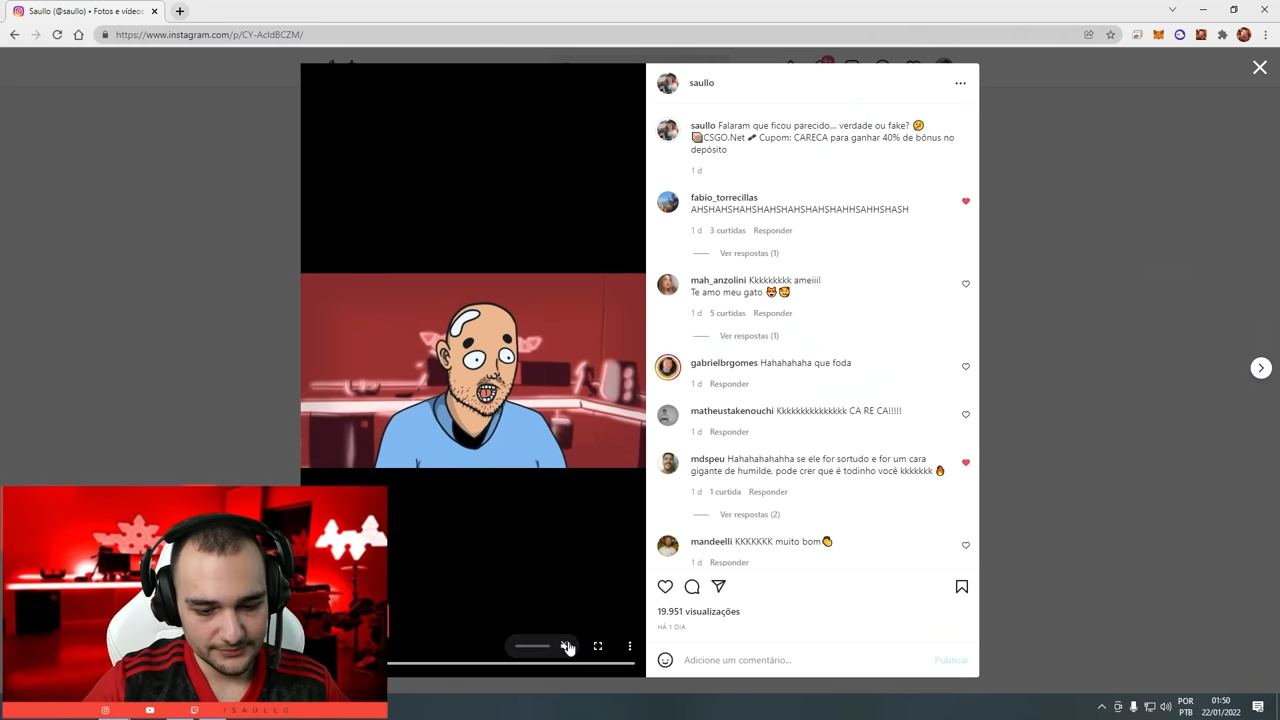 Saullo (@saullo) • Fotos e vídeos
https://www.instagram.com/p/CY-AcIdBCZM/
saullo
saullo Falaram que ficou parecido... verdade ou fake? 🫤
CSGO.Net Cupom: CARECA para ganhar 40% de bônus no
depósito
1 d
fabio_torrecillas
AHSHAHSHAHSHAHSHAHSHAHSHAHHSAHHSHASH
1 d 3 curtidas Responder
Ver respostas (1)
mah_anzolini Kkkkkkkkk ameiii!
Te amo meu gato 😻🥰
1 d 5 curtidas Responder
Ver respostas (1)
gabrielbrgomes Hahahahaha que foda
1 d Responder
matheustakenouchi Kkkkkkkkkkkkkkk CA RE CA!!!!!
1 d Responder
mdspeu Hahahahahahha se ele for sortudo e for um cara
gigante de humilde, pode crer que é todinho você kkkkkkk 🔥
1 d 1 curtida Responder
Ver respostas (2)
mandeelli KKKKKKK muito bom👏
1 d Responder
19.951 visualizações
HÁ 1 DIA
Adicione um comentário... Publicar
/SAULLO
POR
PTB
01:50
22/01/2022